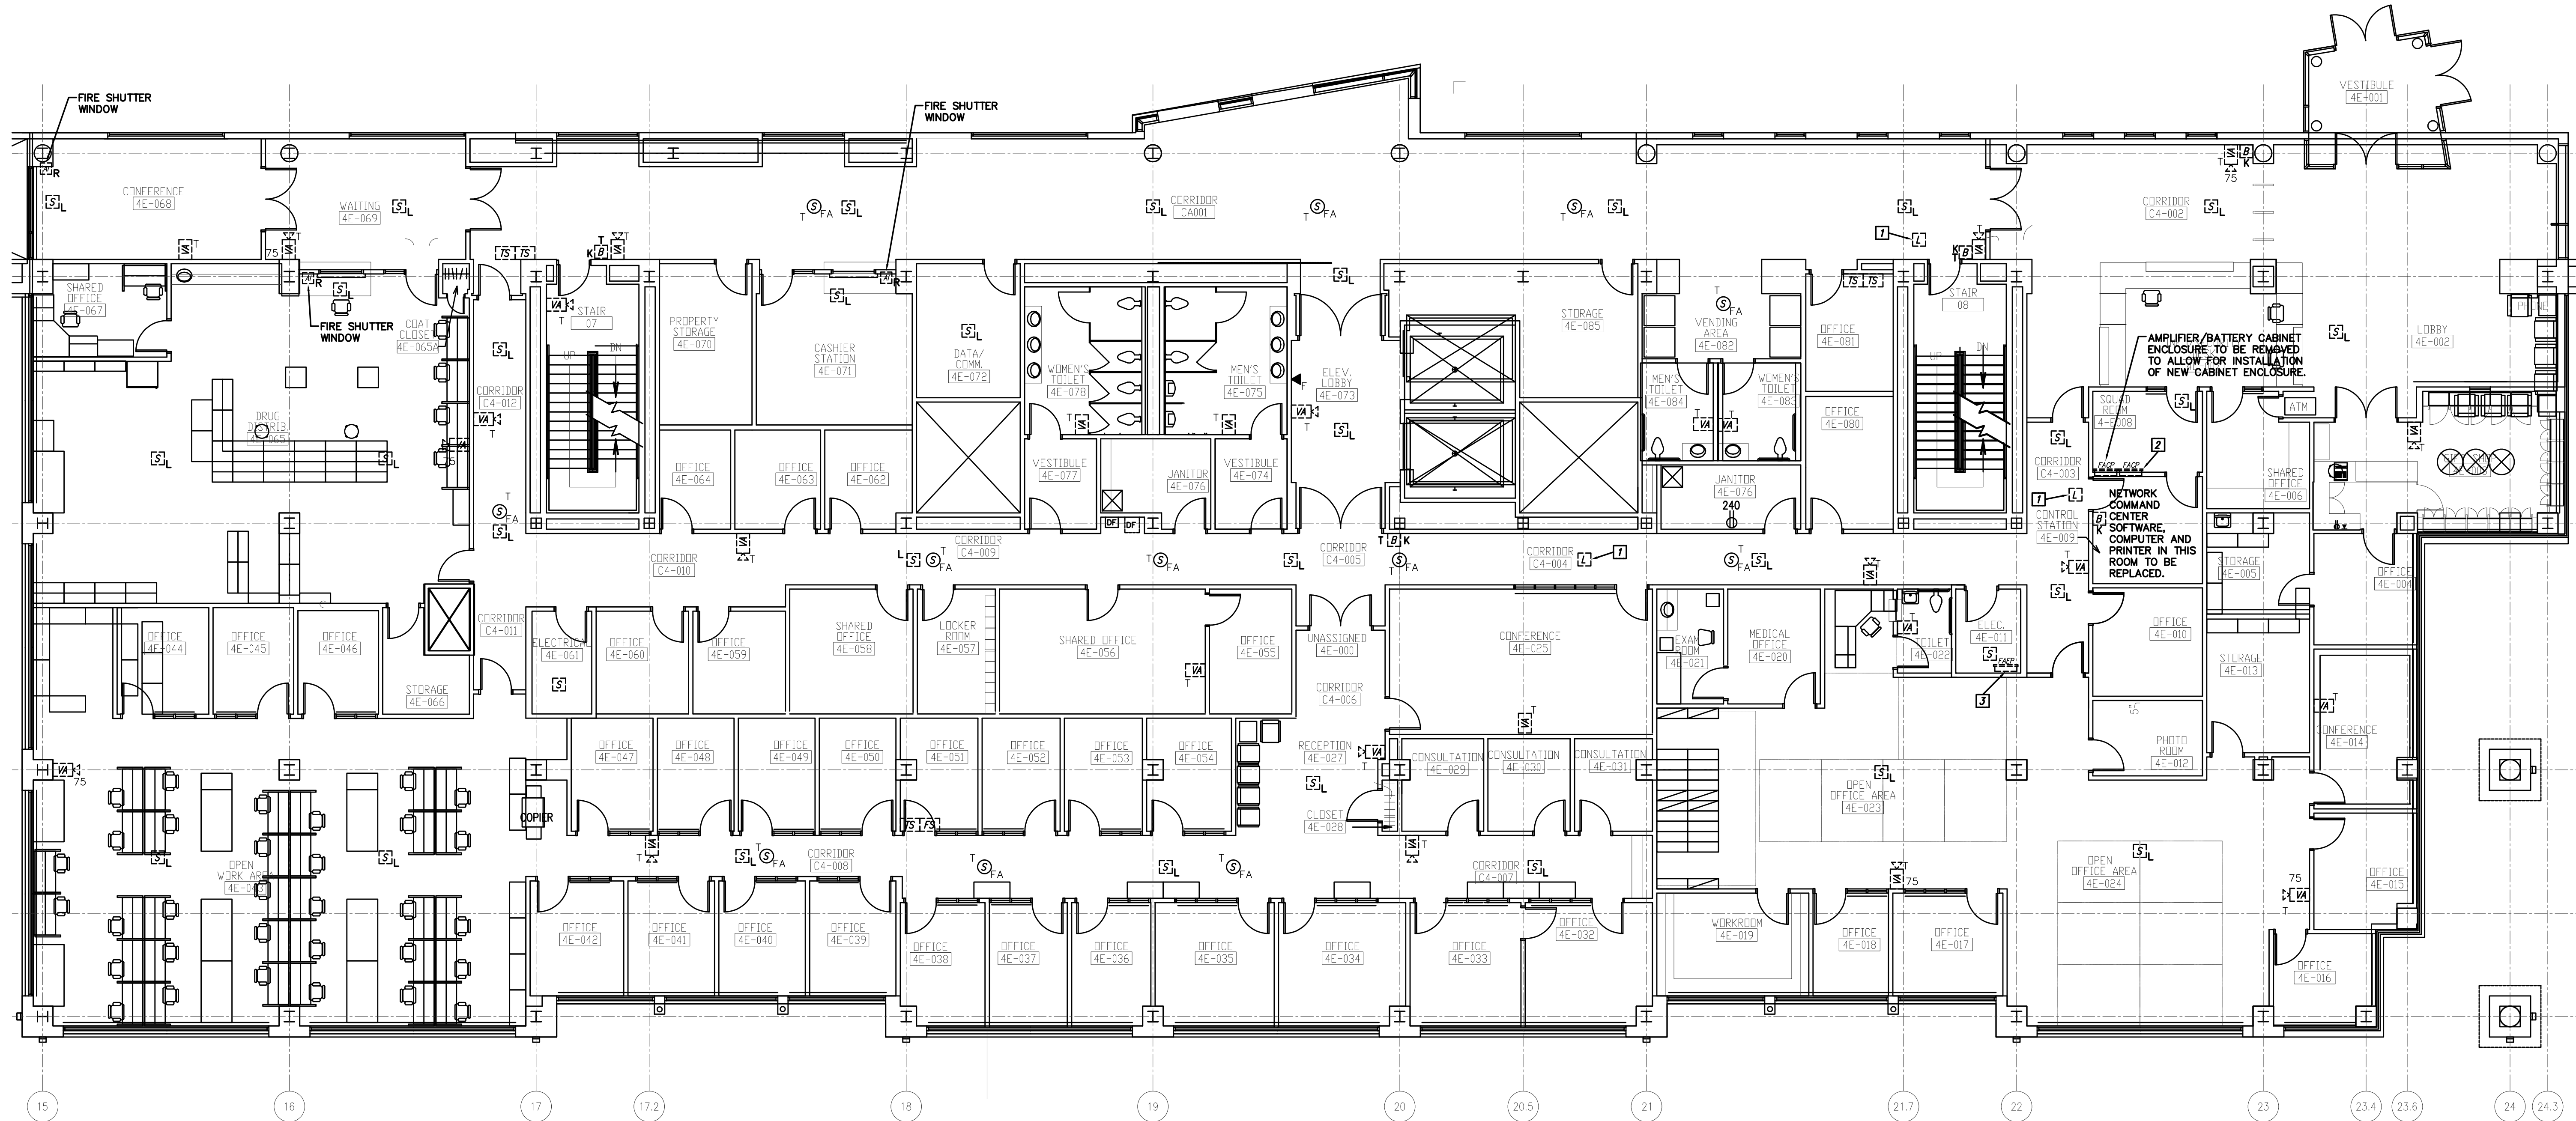 VESTIBULE
4E-001
FIRE SHUTTER
WINDOW
FIRE SHUTTER
WINDOW
CONFERENCE
4E-068
WAITING
4E-069
CORRIDOR
CA001
CORRIDOR
C4-002
SHARED
OFFICE
4E-067
FIRE SHUTTER
WINDOW
COAT
CLOSET
4E-065A
STAIR
07
UP
DN
PROPERTY
STORAGE
4E-070
CASHIER
STATION
4E-071
DATA/
COMM.
4E-072
WOMEN'S
TOILET
4E-078
MEN'S
TOILET
4E-075
ELEV.
LOBBY
4E-073
STORAGE
4E-085
VENDING
AREA
4E-082
OFFICE
4E-081
STAIR
08
UP
DN
PHONE
LOBBY
4E-002
AMPLIFIER/BATTERY CABINET
ENCLOSURE TO BE REMOVED
TO ALLOW FOR INSTALLATION
OF NEW CABINET ENCLOSURE.
CORRIDOR
C4-012
DRUG
DISTRIB.
4E-065
MEN'S
TOILET
4E-084
WOMEN'S
TOILET
4E-083
OFFICE
4E-080
SQUAD
ROOM
4-E008
ATM
OFFICE
4E-064
OFFICE
4E-063
OFFICE
4E-062
VESTIBULE
4E-077
JANITOR
4E-076
VESTIBULE
4E-074
JANITOR
4E-076
240
CORRIDOR
C4-003
FACP
FACP
2
SHARED
OFFICE
4E-006
CONTROL
STATION
4E-009
NETWORK
COMMAND
CENTER
SOFTWARE,
COMPUTER AND
PRINTER IN THIS
ROOM TO BE
REPLACED.
DF
DF
CORRIDOR
C4-010
CORRIDOR
C4-009
CORRIDOR
C4-005
CORRIDOR
C4-004
1
STORAGE
4E-005
OFFICE
4E-004
CORRIDOR
C4-011
OFFICE
4E-044
OFFICE
4E-045
OFFICE
4E-046
STORAGE
4E-066
ELECTRICAL
4E-061
OFFICE
4E-060
OFFICE
4E-059
SHARED
OFFICE
4E-058
LOCKER
ROOM
4E-057
SHARED OFFICE
4E-056
OFFICE
4E-055
UNASSIGNED
4E-000
CORRIDOR
C4-006
CONFERENCE
4E-025
EXAM
ROOM
4E-021
MEDICAL
OFFICE
4E-020
TOILET
4E-022
ELEC.
4E-011
FAEP
3
OFFICE
4E-010
STORAGE
4E-013
CONFERENCE
4E-014
PHOTO
ROOM
4E-012
OFFICE
4E-047
OFFICE
4E-048
OFFICE
4E-049
OFFICE
4E-050
OFFICE
4E-051
OFFICE
4E-052
OFFICE
4E-053
OFFICE
4E-054
RECEPTION
4E-027
CONSULTATION
4E-029
CONSULTATION
4E-030
CONSULTATION
4E-031
OPEN
OFFICE AREA
4E-023
COPIER
CLOSET
4E-028
OPEN
WORK AREA
4E-043
CORRIDOR
C4-008
CORRIDOR
C4-007
OPEN
OFFICE AREA
4E-024
OFFICE
4E-015
OFFICE
4E-042
OFFICE
4E-041
OFFICE
4E-040
OFFICE
4E-039
OFFICE
4E-038
OFFICE
4E-037
OFFICE
4E-036
OFFICE
4E-035
OFFICE
4E-034
OFFICE
4E-033
OFFICE
4E-032
WORKROOM
4E-019
OFFICE
4E-018
OFFICE
4E-017
OFFICE
4E-016
15
16
17
17.2
18
19
20
20.5
21
21.7
22
23
23.4
23.6
24
24.3